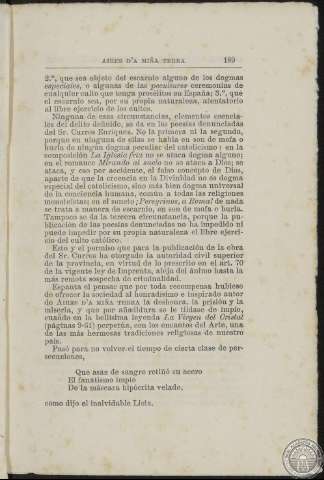 AIRES D'A MIÑA TERRA 189
2.º, que sea objeto del escarnio alguno de los dogmas
especiales, o algunas de las peculiares ceremonias de
cualquier culto que tenga prosélitos en España; 3.º, que
el escarnio sea, por su propia naturaleza, atentatorio
al libre ejercicio de los cultos.
Ninguna de esas circunstancias, elementos esencia-
les del delito definido, se da en las poesías denunciadas
del Sr. Curros Enríquez. No la primera ni la segunda,
porque en ninguna de ellas se habla en son de mofa o
burla de ningún dogma peculiar del catolicismo; en la
composición La Iglesia fría no se ataca dogma alguno;
en el romance Mirando ó suelo no se ataca a Dios; se
ataca, y eso por accidente, el falso concepto de Dios,
aparte de que la creencia en la Divinidad no es dogma
especial del catolicismo, sino más bien dogma universal
de la conciencia humana, común a todas las religiones
monoteístas; en el asunto ¡Peregrinos, a Roma! de nada
se trata a manera de escarnio, en son de mofa o burla.
Tampoco se da la tercera circunstancia, porque la pu-
blicación de las poesías denunciadas no ha impedido ni
puede impedir por su propia naturaleza el libre ejerci-
cio del culto católico.
Esto y el permiso que para la publicación de la obra
del Sr. Curros ha otorgado la autoridad civil superior
de la provincia, en virtud de lo prescrito en el art. 70
de la vigente ley de Imprenta, aleja del ánimo hasta la
más remota sospecha de criminalidad.
Espanta el pensar que por toda recompensa hubiese
de ofrecer la sociedad al honradísimo e inspirado autor
de AIRES D'A MIÑA TERRA la deshonra, la prisión y la
miseria, y que por añadidura se le tildase de impío,
cuando en la bellísima leyenda La Virgen del Cristal
(páginas 9-61) perpetúa, con los encantos del Arte, una
de las más hermosas tradiciones religiosas de nuestro
país.
Pasó para no volver el tiempo de cierta clase de per-
secuciones,
Que asaz de sangre retiñó su acero
El fanatismo impío
De la máscara hipócrita velado,
como dijo el inolvidable Lista.